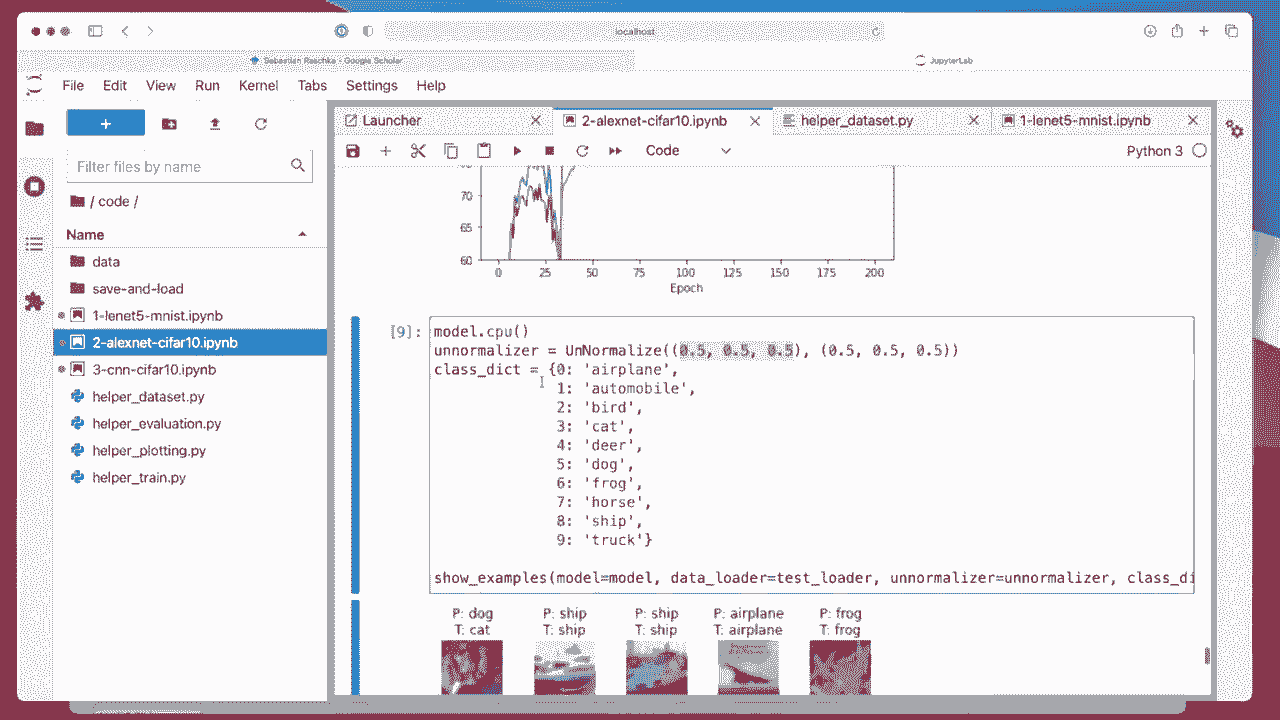 localhost
Sebastian Raschka - Google Scholar
JupyterLab
File Edit View Run Kernel Tabs Settings Help
Launcher
2-alexnet-cifar10.ipynb
helper_dataset.py
1-lenet5-mnist.ipynb
Code
Python 3
Filter files by name
/ code /
Name
data
save-and-load
1-lenet5-mnist.ipynb
2-alexnet-cifar10.ipynb
3-cnn-cifar10.ipynb
helper_dataset.py
helper_evaluation.py
helper_plotting.py
helper_train.py
70
65
60
0 25 50 75 100 125 150 175 200
Epoch
[9]:
model.cpu()
unnormalizer = UnNormalize((0.5, 0.5, 0.5), (0.5, 0.5, 0.5))
class_dict = {0: 'airplane',
1: 'automobile',
2: 'bird',
3: 'cat',
4: 'deer',
5: 'dog',
6: 'frog',
7: 'horse',
8: 'ship',
9: 'truck'}
show_examples(model=model, data_loader=test_loader, unnormalizer=unnormalizer, class_di
P: dog P: ship P: ship P: airplane P: frog
T: cat T: ship T: ship T: airplane T: frog